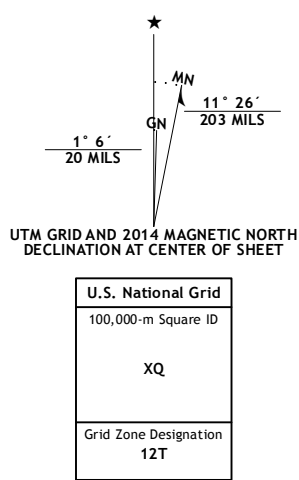 ★
MN
11° 26´
203 MILS
GN
1° 6´
20 MILS
UTM GRID AND 2014 MAGNETIC NORTH
DECLINATION AT CENTER OF SHEET
U.S. National Grid
100,000-m Square ID
XQ
Grid Zone Designation
12T